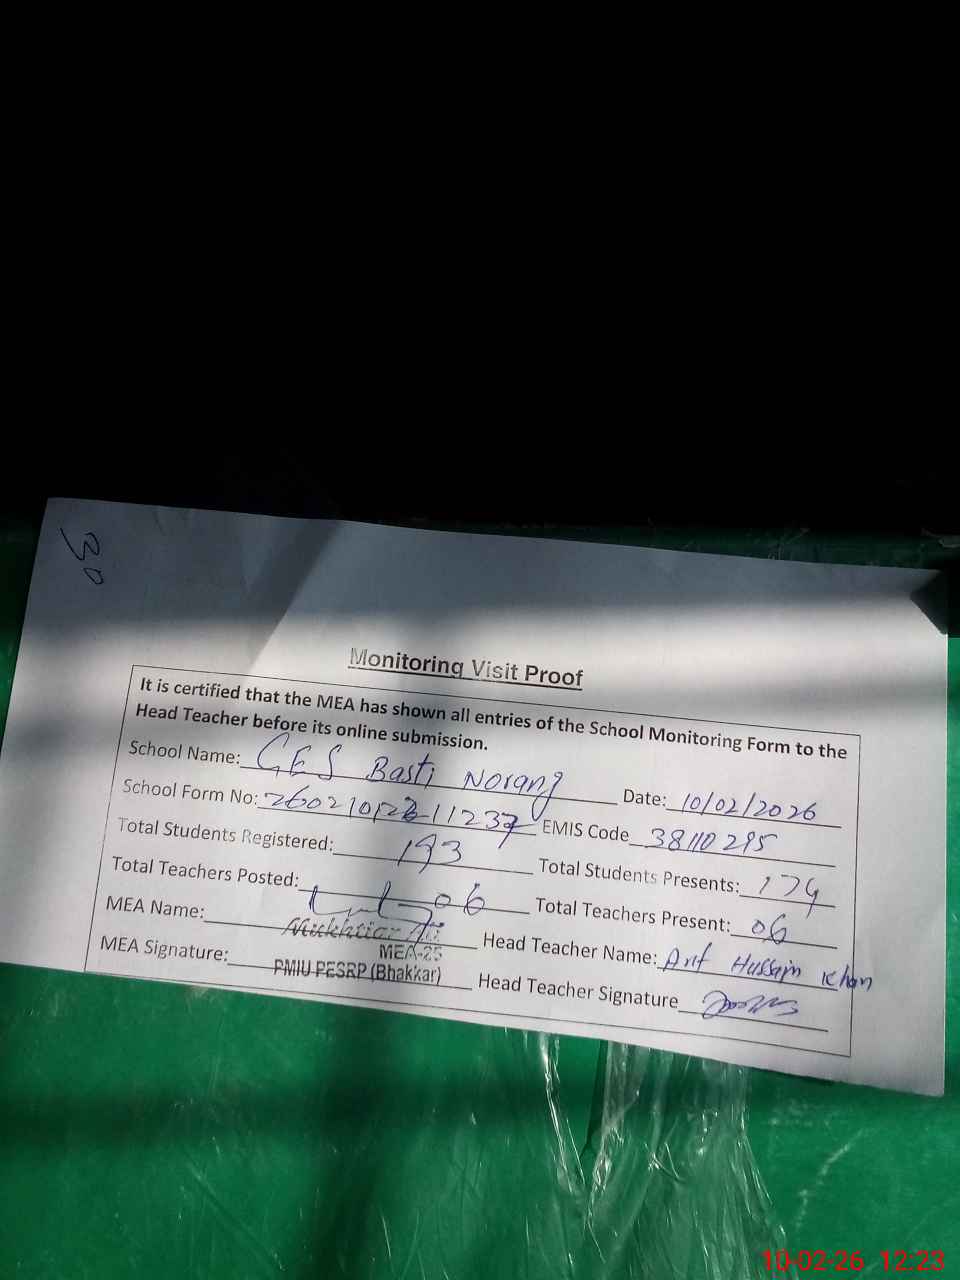 30
Monitoring Visit Proof
It is certified that the MEA has shown all entries of the School Monitoring Form to the
Head Teacher before its online submission.
School Name: GES Basti Norang Date: 10/02/2026
School Form No: EMIS Code 38110295
Total Students Registered: 193 Total Students Presents: 174
Total Teachers Posted: 06 Total Teachers Present: 06
MEA Name: Mukhtiar Ali Head Teacher Name: Arif Hussain Khan
MEA-25
MEA Signature: PMIU PESRP (Bhakkar) Head Teacher Signature
10-02-26 12:23